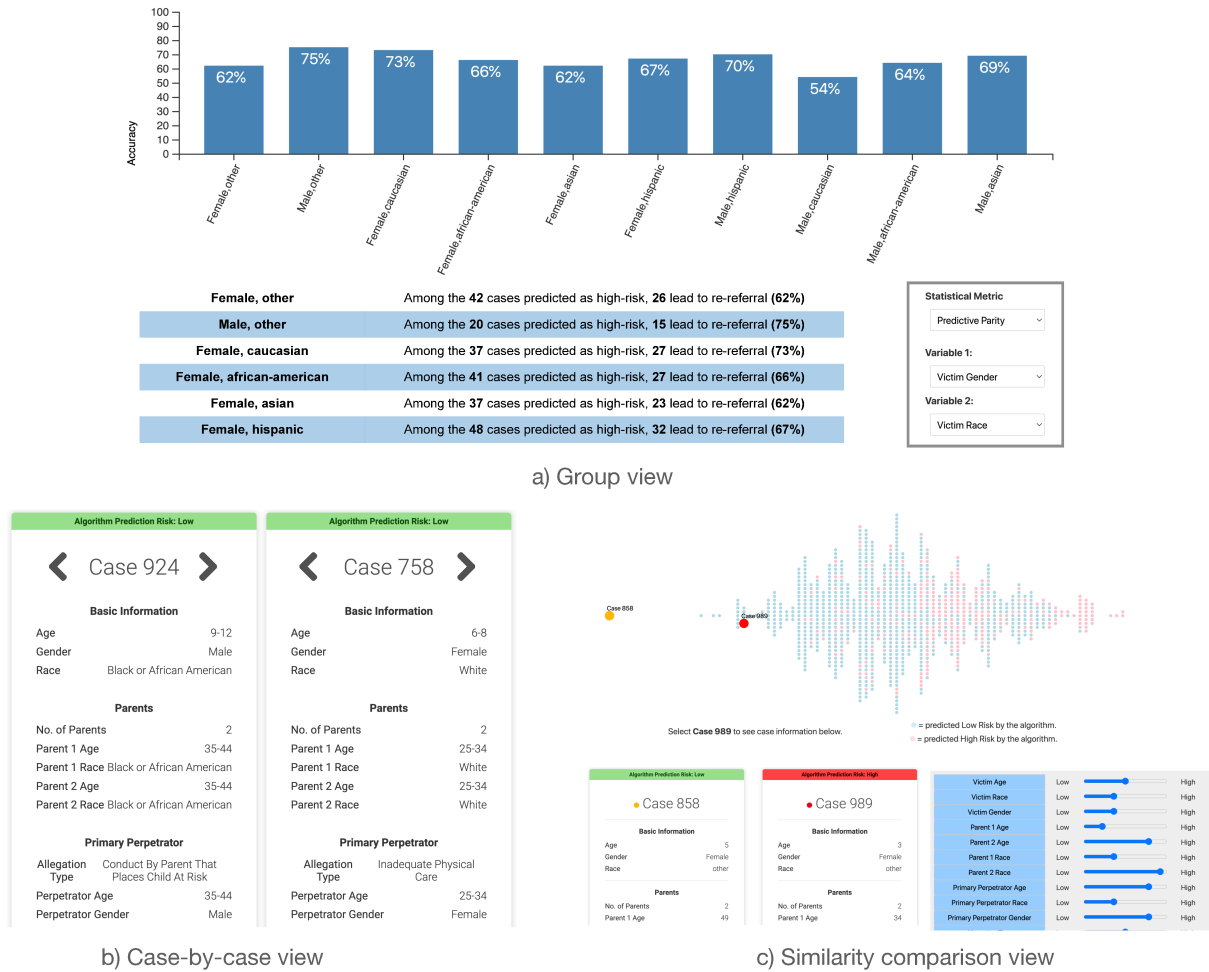 100
90
80
70
60
50
40
30
20
10
0
Accuracy
62%
75%
73%
66%
62%
67%
70%
54%
64%
69%
Female,other
Male,other
Female,caucasian
Female,african-american
Female,asian
Female,hispanic
Male,hispanic
Male,caucasian
Male,african-american
Male,asian
Female, other Among the 42 cases predicted as high-risk, 26 lead to re-referral (62%)
Male, other Among the 20 cases predicted as high-risk, 15 lead to re-referral (75%)
Female, caucasian Among the 37 cases predicted as high-risk, 27 lead to re-referral (73%)
Female, african-american Among the 41 cases predicted as high-risk, 27 lead to re-referral (66%)
Female, asian Among the 37 cases predicted as high-risk, 23 lead to re-referral (62%)
Female, hispanic Among the 48 cases predicted as high-risk, 32 lead to re-referral (67%)
Statistical Metric
Predictive Parity
Variable 1:
Victim Gender
Variable 2:
Victim Race
a) Group view
Algorithm Prediction Risk: Low
Case 924
Basic Information
Age 9-12
Gender Male
Race Black or African American
Parents
No. of Parents 2
Parent 1 Age 35-44
Parent 1 Race Black or African American
Parent 2 Age 35-44
Parent 2 Race Black or African American
Primary Perpetrator
Allegation Conduct By Parent That
Type Places Child At Risk
Perpetrator Age 35-44
Perpetrator Gender Male
Algorithm Prediction Risk: Low
Case 758
Basic Information
Age 6-8
Gender Female
Race White
Parents
No. of Parents 2
Parent 1 Age 25-34
Parent 1 Race White
Parent 2 Age 25-34
Parent 2 Race White
Primary Perpetrator
Allegation Inadequate Physical
Type Care
Perpetrator Age 25-34
Perpetrator Gender Female
b) Case-by-case view
Case 858
Case 989
Select Case 989 to see case information below.
= predicted Low Risk by the algorithm.
= predicted High Risk by the algorithm.
Algorithm Prediction Risk: Low
Case 858
Basic Information
Age 5
Gender Female
Race other
Parents
No. of Parents 2
Parent 1 Age 49
Algorithm Prediction Risk: High
Case 989
Basic Information
Age 3
Gender Female
Race other
Parents
No. of Parents 2
Parent 1 Age 34
Victim Age Low High
Victim Race Low High
Victim Gender Low High
Parent 1 Age Low High
Parent 2 Age Low High
Parent 1 Race Low High
Parent 2 Race Low High
Primary Perpetrator Age Low High
Primary Perpetrator Race Low High
Primary Perpetrator Gender Low High
c) Similarity comparison view